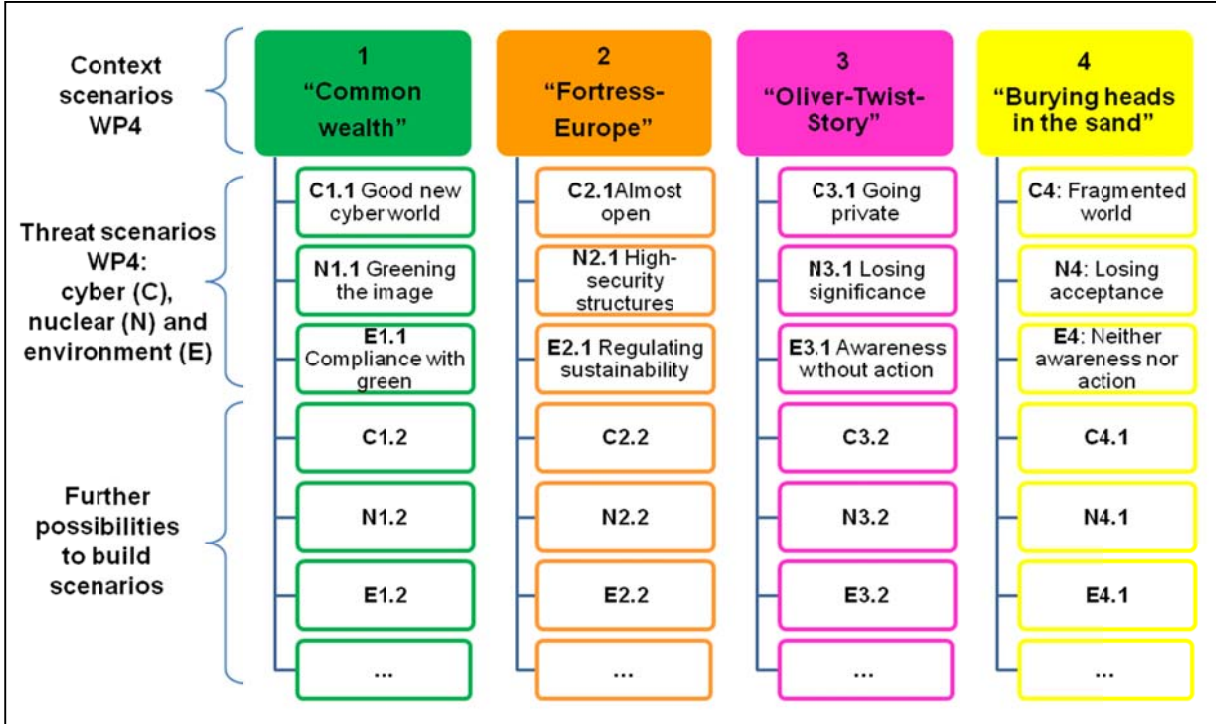 Context
scenarios
WP4
1
“Common
wealth”
2
“Fortress-
Europe”
3
“Oliver-Twist-
Story”
4
“Burying heads
in the sand”
Threat scenarios
WP4:
cyber (C),
nuclear (N) and
environment (E)
C1.1 Good new
cyberworld
C2.1Almost
open
C3.1 Going
private
C4: Fragmented
world
N1.1 Greening
the image
N2.1 High-
security
structures
N3.1 Losing
significance
N4: Losing
acceptance
E1.1
Compliance with
green
E2.1 Regulating
sustainability
E3.1 Awareness
without action
E4: Neither
awareness nor
action
Further
possibilities
to build
scenarios
C1.2
C2.2
C3.2
C4.1
N1.2
N2.2
N3.2
N4.1
E1.2
E2.2
E3.2
E4.1
...
...
...
...